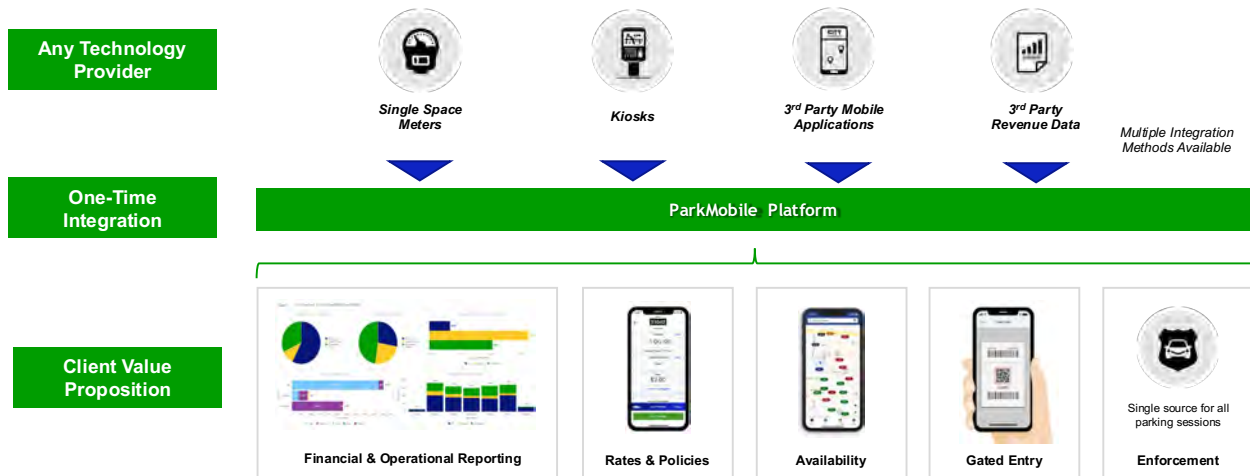 Any Technology
Provider
Single Space
Meters
Kiosks
3rd Party Mobile
Applications
3rd Party
Revenue Data
Multiple Integration
Methods Available
One-Time
Integration
ParkMobile Platform
Client Value
Proposition
Financial & Operational Reporting
Rates & Policies
Availability
Gated Entry
Single source for all
parking sessions
Enforcement